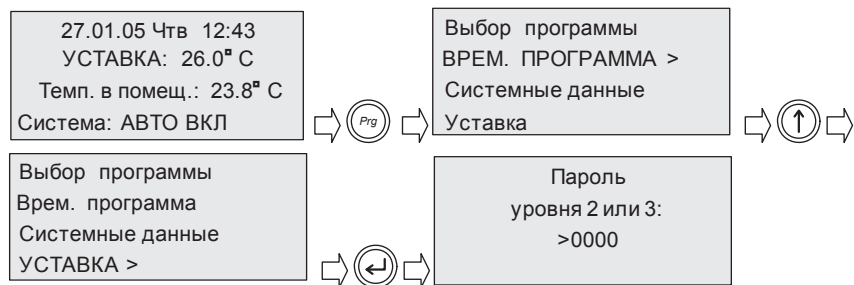 27.01.05 Чтв 12:43
УСТАВКА: 26.0° C
Темп. в помещ.: 23.8° C
Система: АВТО ВКЛ
Prg
Выбор программы
ВРЕМ. ПРОГРАММА >
Системные данные
Уставка
Выбор программы
Врем. программа
Системные данные
УСТАВКА >
Пароль
уровня 2 или 3:
>0000